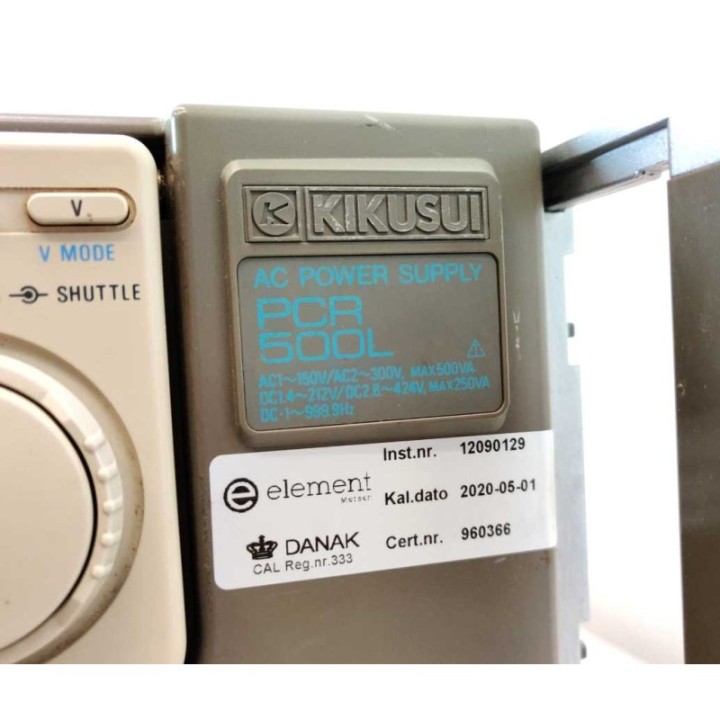 V
V MODE
SHUTTLE
K KIKUSUI
AC POWER SUPPLY
PCR
500L
AC1~150V/AC2~300V, MAX500VA
DC1.4~212V/DC2.8~424V, MAX250VA
DC·1~999.9Hz
Inst.nr. 12090129
element
Metech
Kal.dato 2020-05-01
DANAK
CAL Reg.nr.333
Cert.nr. 960366